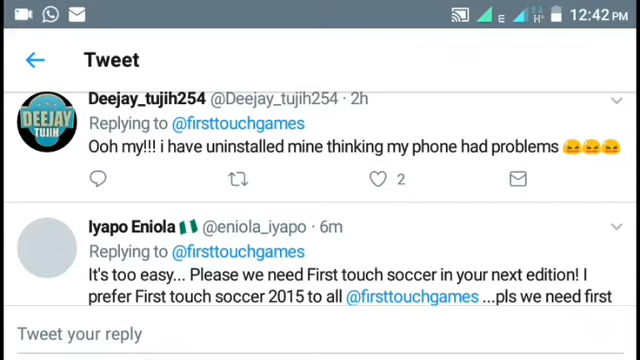 12:42 PM
E
H
Tweet
Deejay_tujih254 @Deejay_tujih254 · 2h
DEEJAY
TUJIH
Replying to @firsttouchgames
Ooh my!!! i have uninstalled mine thinking my phone had problems 😠😠😠
2
Iyapo Eniola 🇳🇬 @eniola_iyapo · 6m
Replying to @firsttouchgames
It's too easy... Please we need First touch soccer in your next edition! I
prefer First touch soccer 2015 to all @firsttouchgames ...pls we need first
Tweet your reply